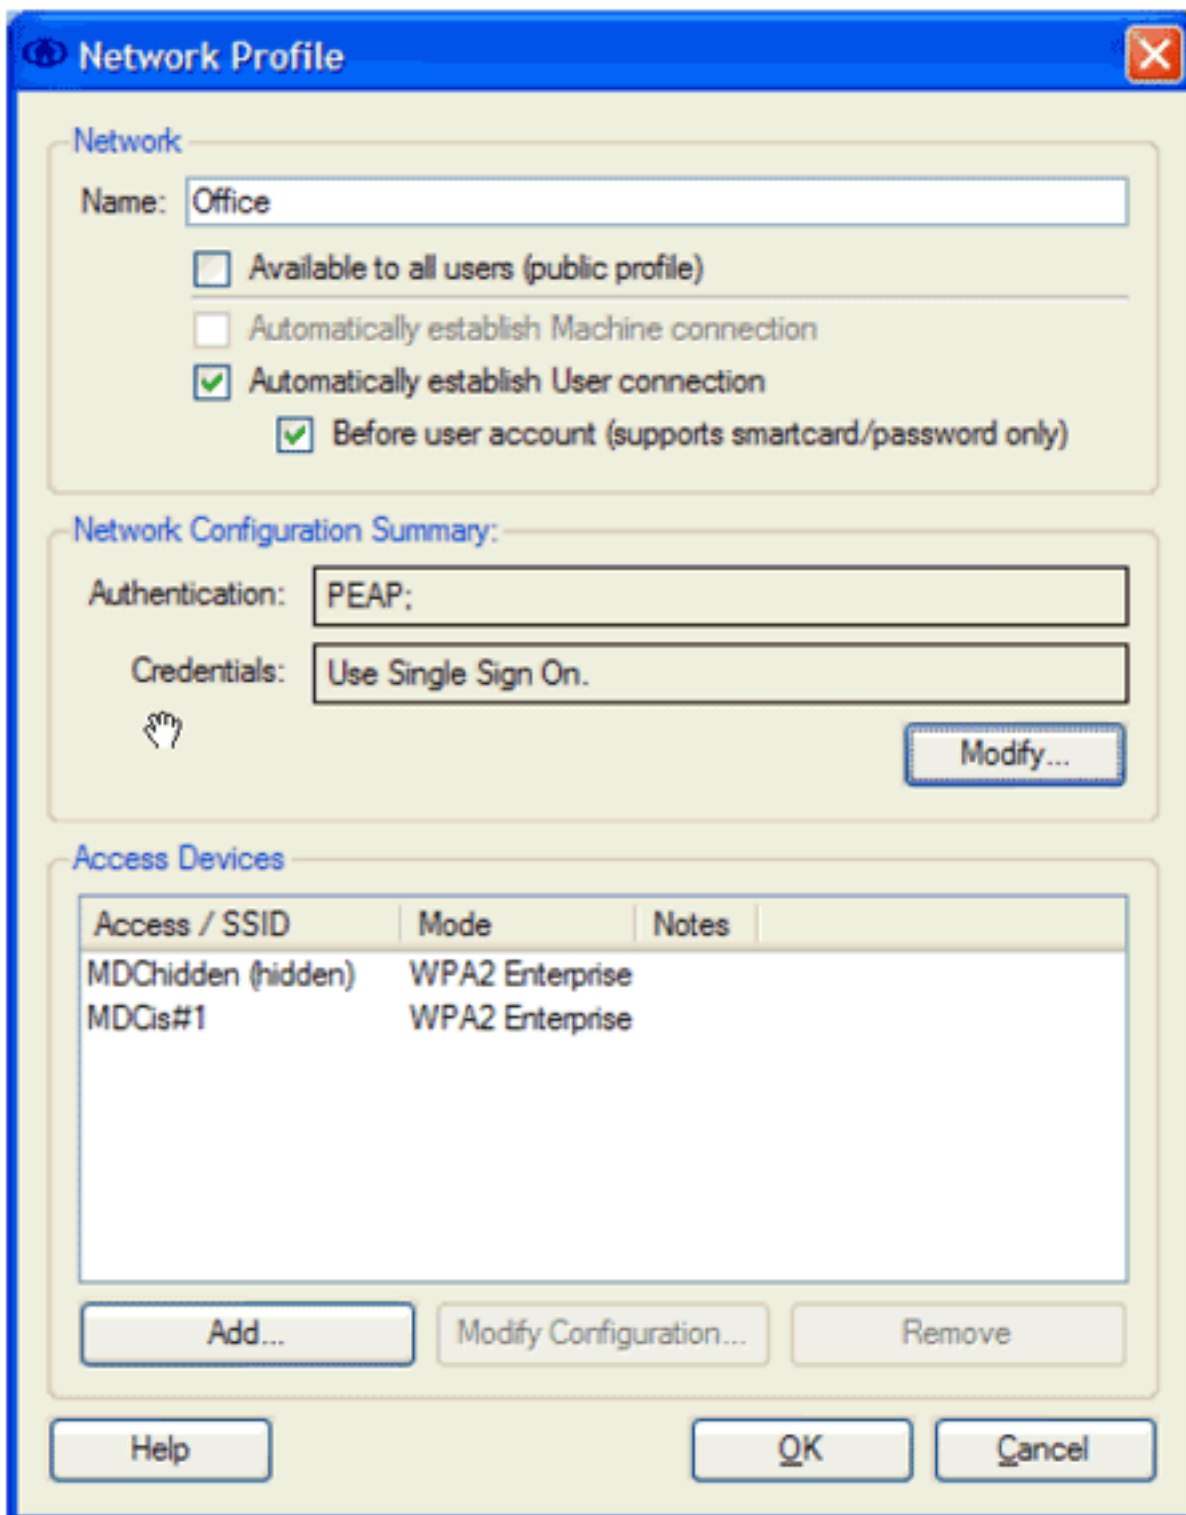 Network Profile
Network
Name: Office
Available to all users (public profile)
Automatically establish Machine connection
Automatically establish User connection
Before user account (supports smartcard/password only)
Network Configuration Summary:
Authentication: PEAP;
Credentials: Use Single Sign On.
Modify...
Access Devices
Access / SSID Mode Notes
MDChidden (hidden) WPA2 Enterprise
MDCis#1 WPA2 Enterprise
Add... Modify Configuration... Remove
Help OK Cancel